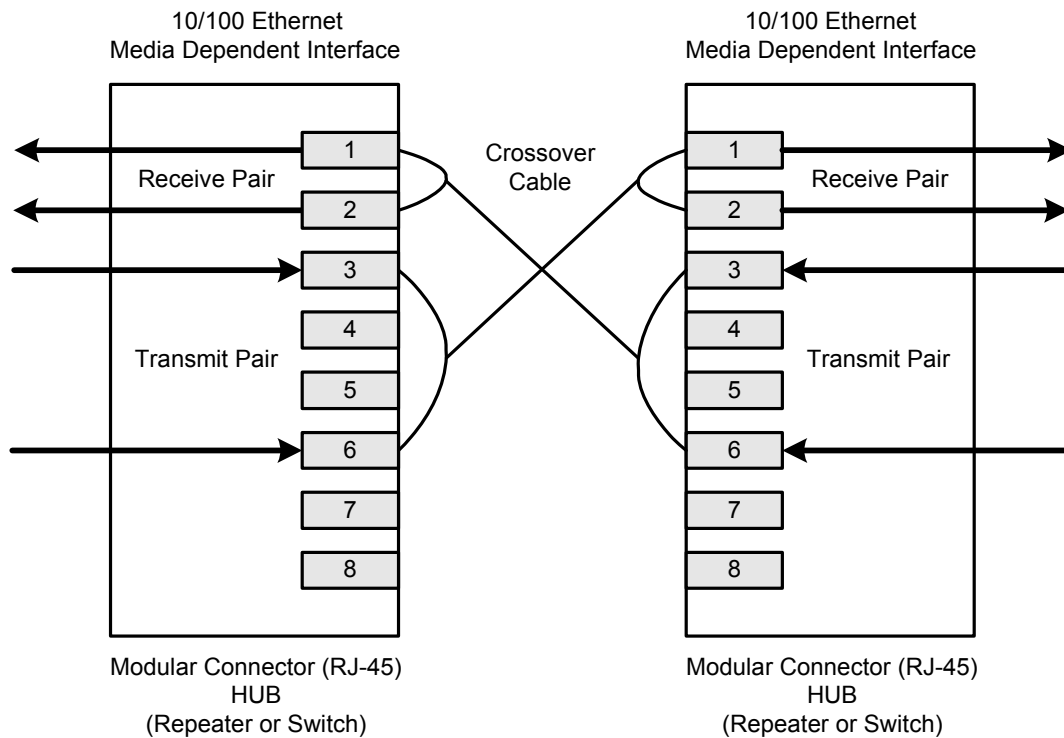 10/100 Ethernet
Media Dependent Interface
10/100 Ethernet
Media Dependent Interface
1
Receive Pair
2
3
4
Transmit Pair
5
6
7
8
Crossover
Cable
1
Receive Pair
2
3
4
Transmit Pair
5
6
7
8
Modular Connector (RJ-45)
HUB
(Repeater or Switch)
Modular Connector (RJ-45)
HUB
(Repeater or Switch)